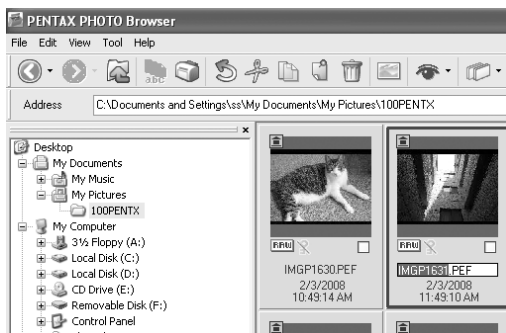 PENTAX PHOTO Browser
File Edit View Tool Help
abc
Address C:\Documents and Settings\ss\My Documents\My Pictures\100PENTX
x
Desktop
My Documents
My Music
My Pictures
100PENTX
My Computer
3½ Floppy (A:)
Local Disk (C:)
Local Disk (D:)
CD Drive (E:)
Removable Disk (F:)
Control Panel
RAW
IMGP1630.PEF
2/3/2008
10:49:14 AM
RAW
IMGP1631.PEF
2/3/2008
11:49:10 AM